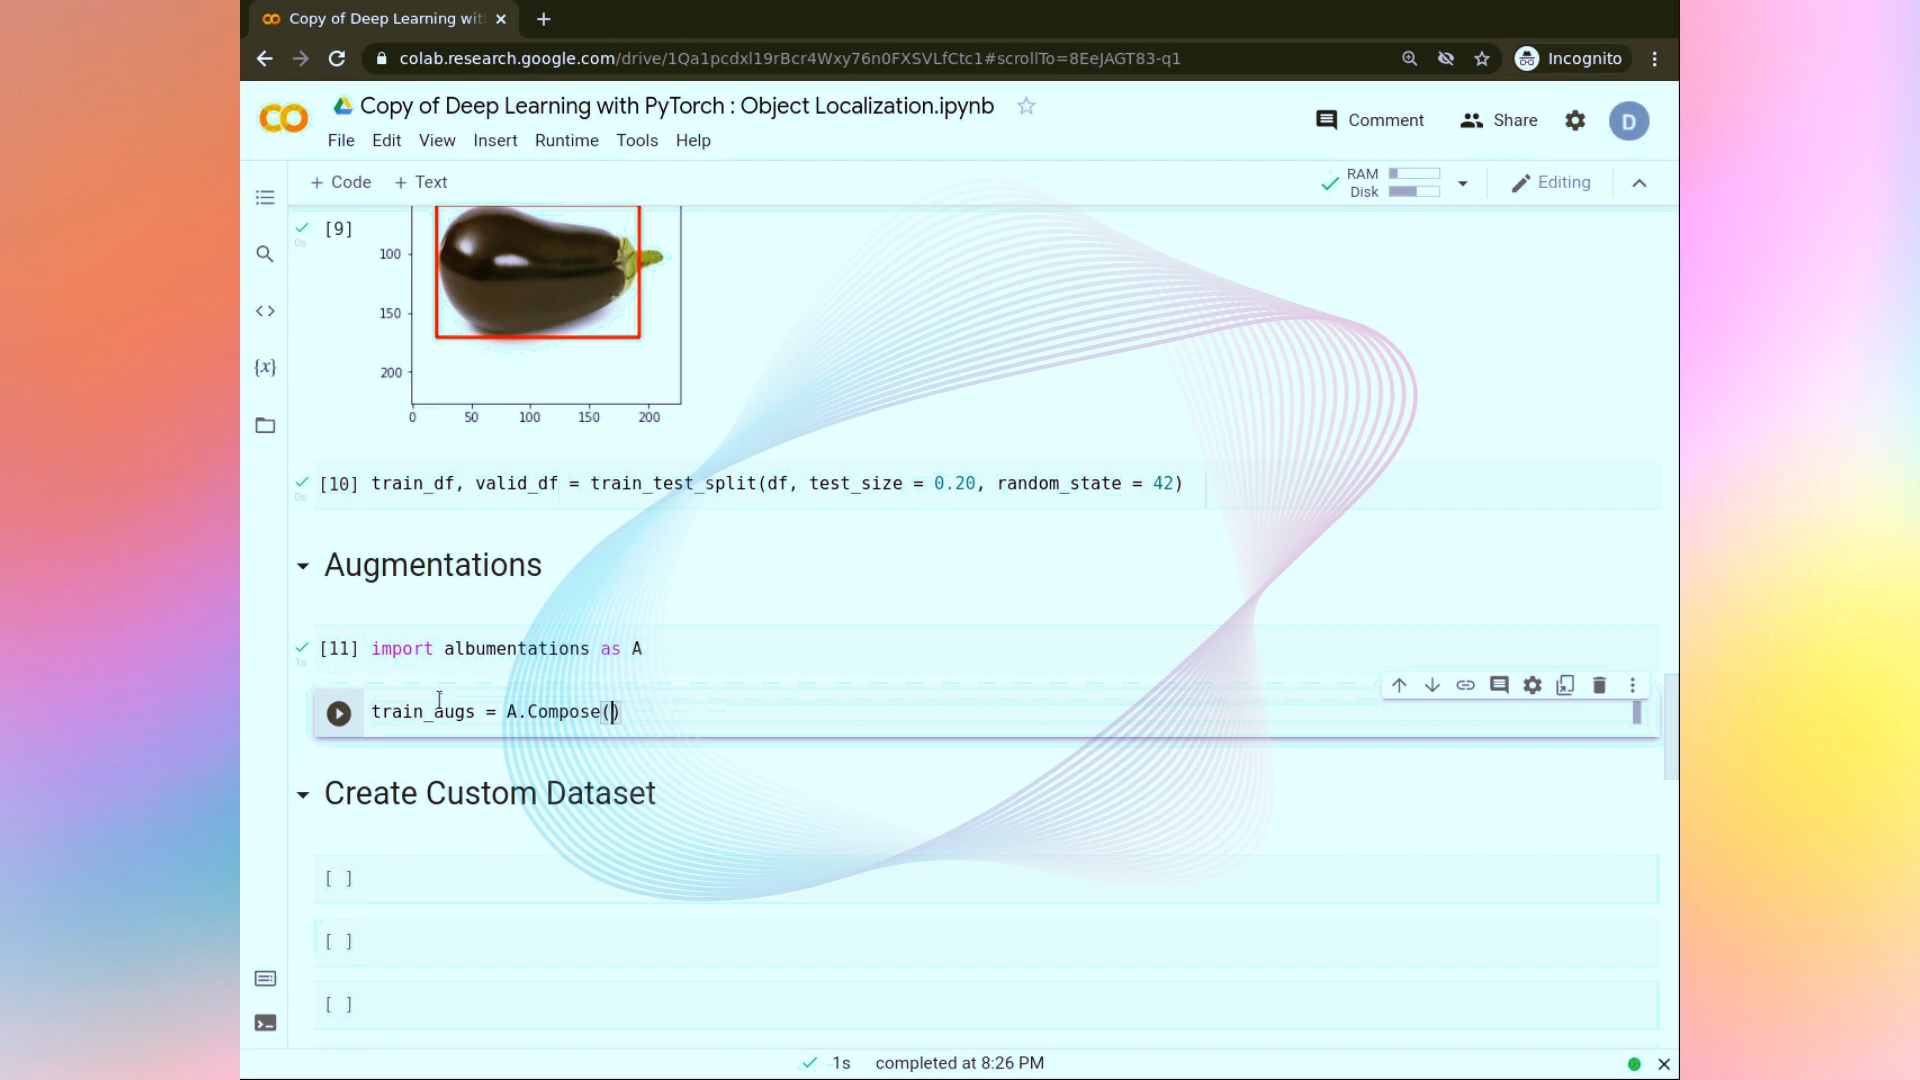 Copy of Deep Learning wit
colab.research.google.com/drive/1Qa1pcdxl19rBcr4Wxy76n0FXSVLfCtc1#scrollTo=8EeJAGT83-q1
Incognito
Copy of Deep Learning with PyTorch : Object Localization.ipynb
Comment
Share
D
File Edit View Insert Runtime Tools Help
+ Code + Text
RAM
Disk
Editing
[9]
0s
100
150
200
0 50 100 150 200
[10] train_df, valid_df = train_test_split(df, test_size = 0.20, random_state = 42)
0s
Augmentations
[11] import albumentations as A
1s
train_augs = A.Compose()
Create Custom Dataset
[ ]
[ ]
[ ]
1s completed at 8:26 PM